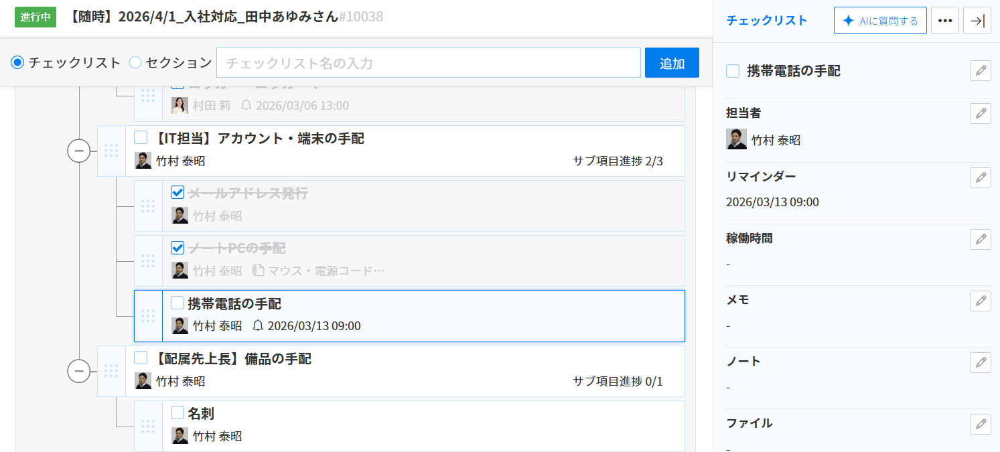 進行中 【随時】2026/4/1_入社対応_田中あゆみさん#10038
チェックリスト セクション チェックリスト名の入力 追加
村田 莉 2026/03/06 13:00
【IT担当】アカウント・端末の手配
竹村 泰昭 サブ項目進捗 2/3
メールアドレス発行
竹村 泰昭
ノートPCの手配
竹村 泰昭 マウス・電源コード…
携帯電話の手配
竹村 泰昭 2026/03/13 09:00
【配属先上長】備品の手配
竹村 泰昭 サブ項目進捗 0/1
名刺
竹村 泰昭
チェックリスト AIに質問する
携帯電話の手配
担当者
竹村 泰昭
リマインダー
2026/03/13 09:00
稼働時間
-
メモ
-
ノート
-
ファイル
-